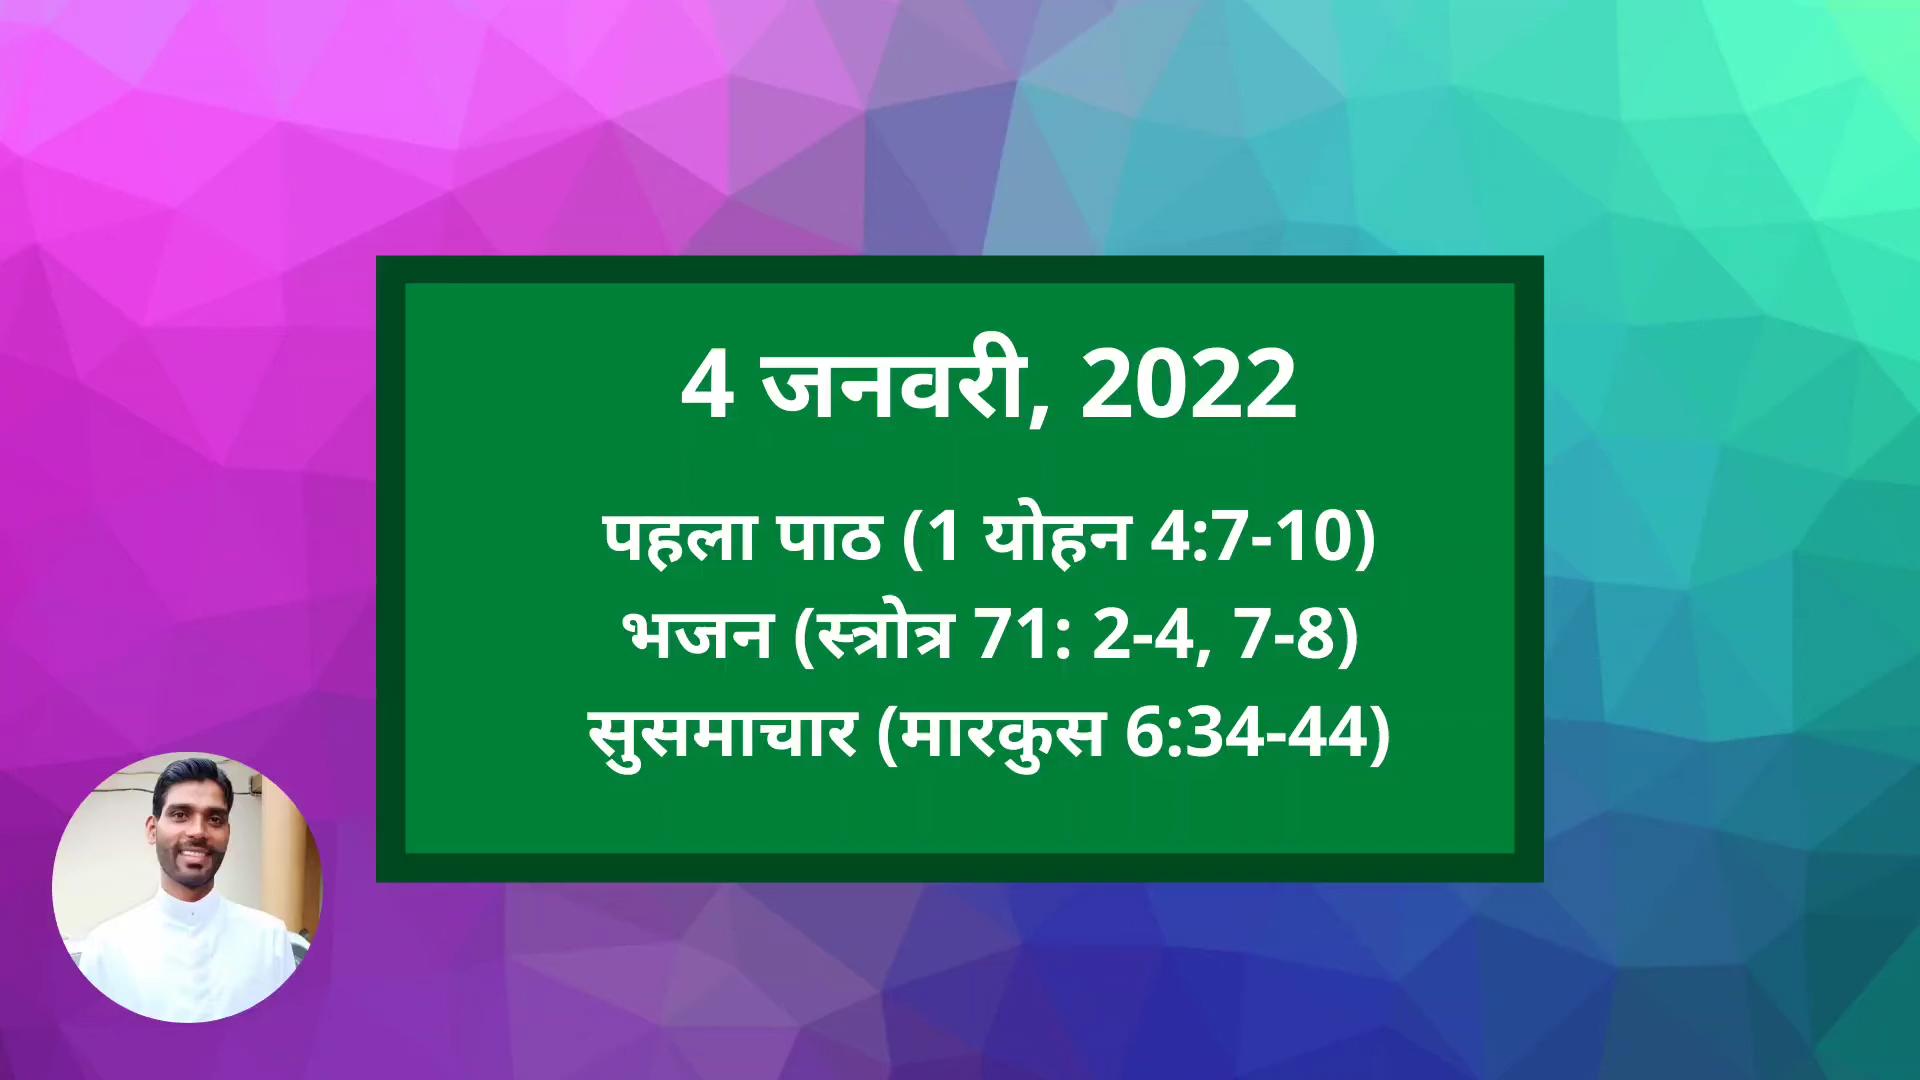 4 जनवरी, 2022
पहला पाठ (1 योहन 4:7-10)
भजन (स्त्रोत्र 71: 2-4, 7-8)
सुसमाचार (मारकुस 6:34-44)